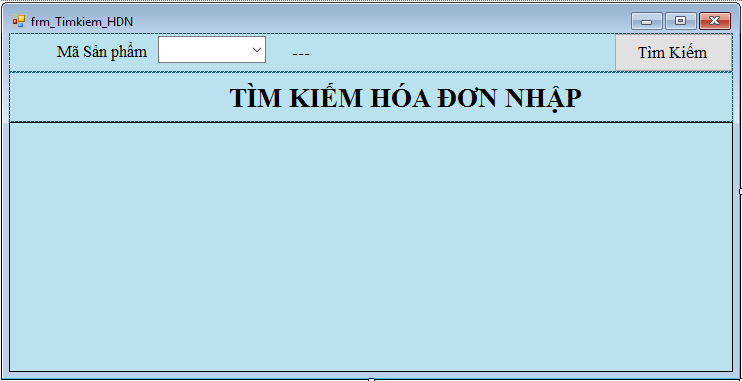 frm_Timkiem_HDN
Mã Sản phẩm --- Tìm Kiếm
TÌM KIẾM HÓA ĐƠN NHẬP